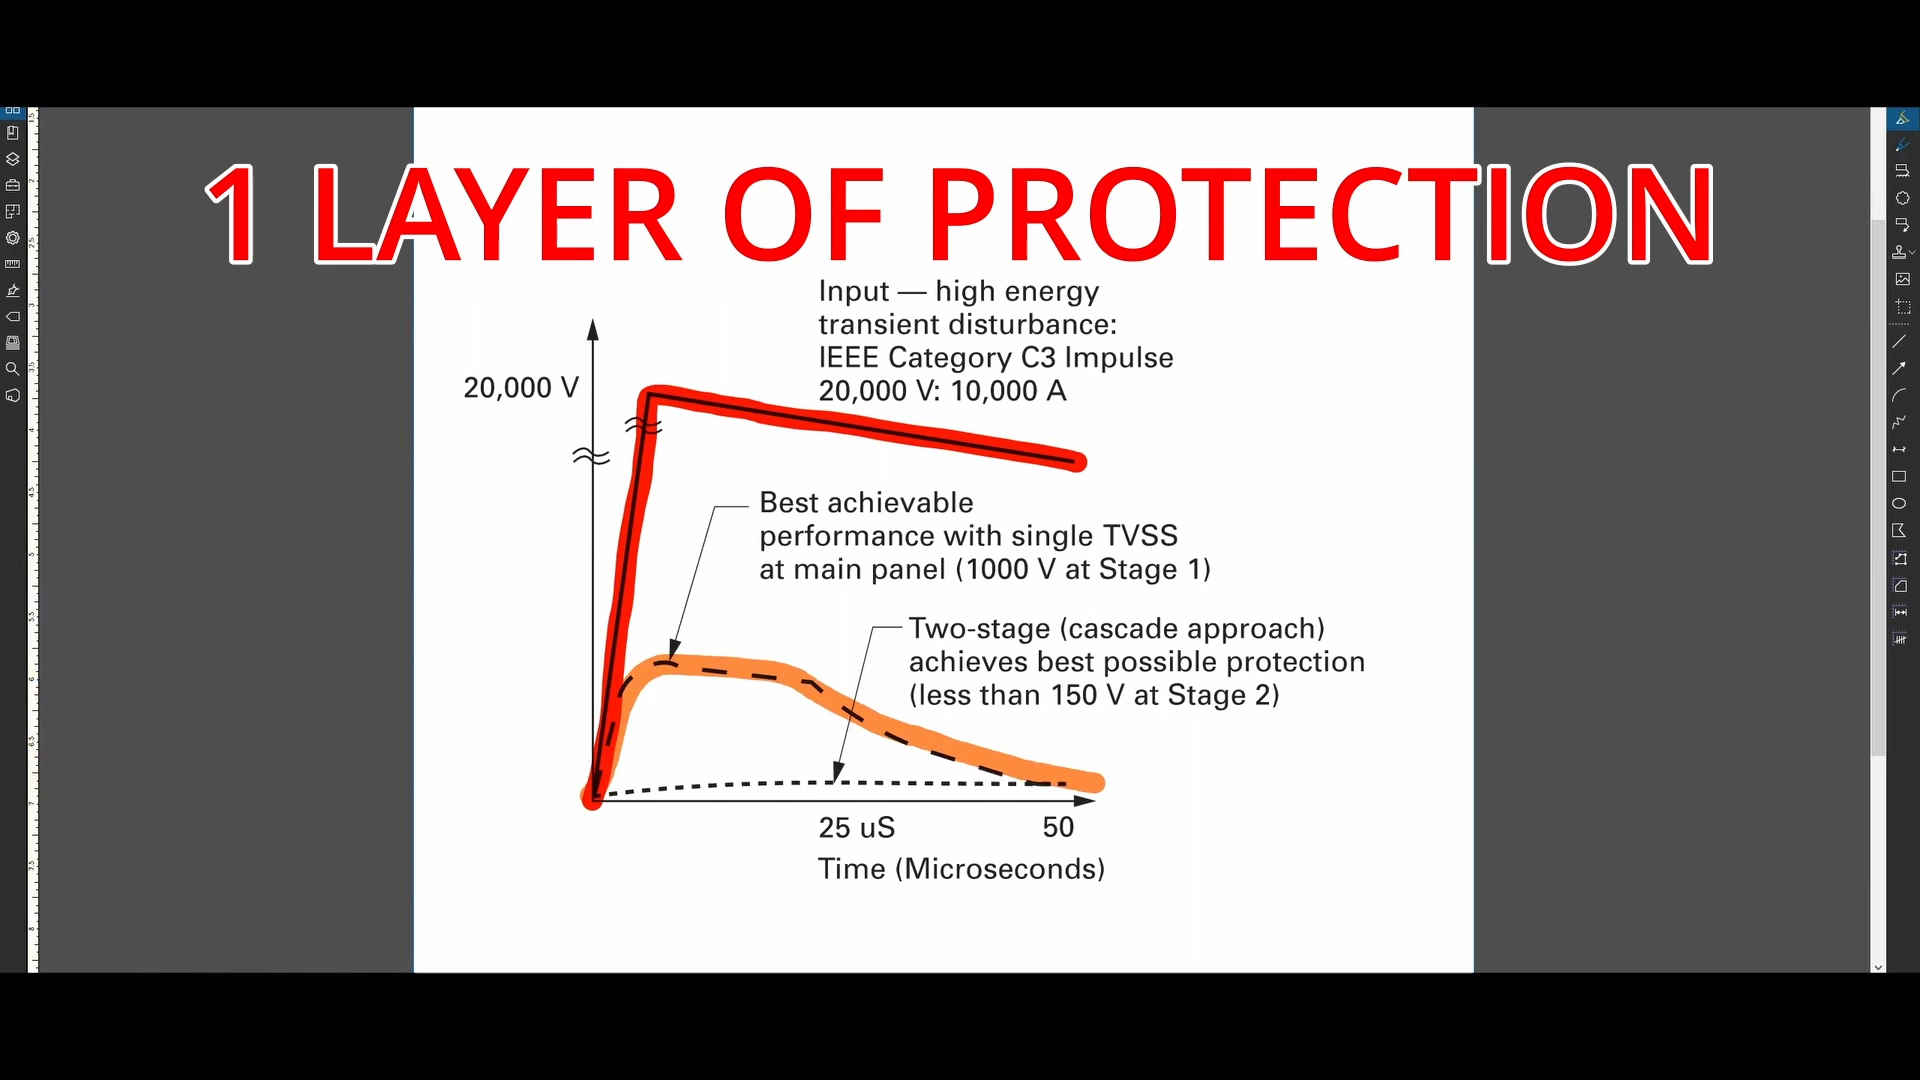 1 LAYER OF PROTECTION
Input — high energy
transient disturbance:
IEEE Category C3 Impulse
20,000 V: 10,000 A
20,000 V
Best achievable
performance with single TVSS
at main panel (1000 V at Stage 1)
Two-stage (cascade approach)
achieves best possible protection
(less than 150 V at Stage 2)
25 uS
50
Time (Microseconds)